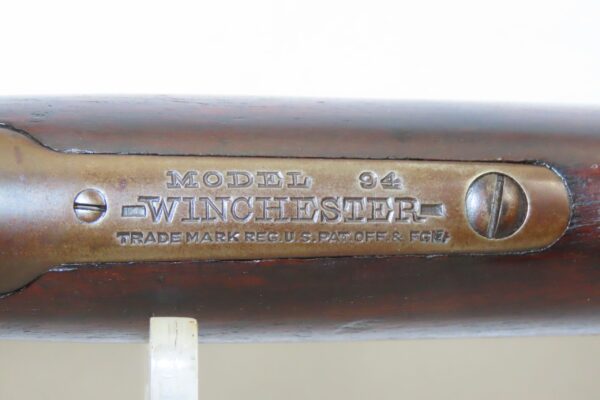 MODEL 94
-WINCHESTER-
TRADE MARK REG. U.S. PAT. OFF. & FGN.